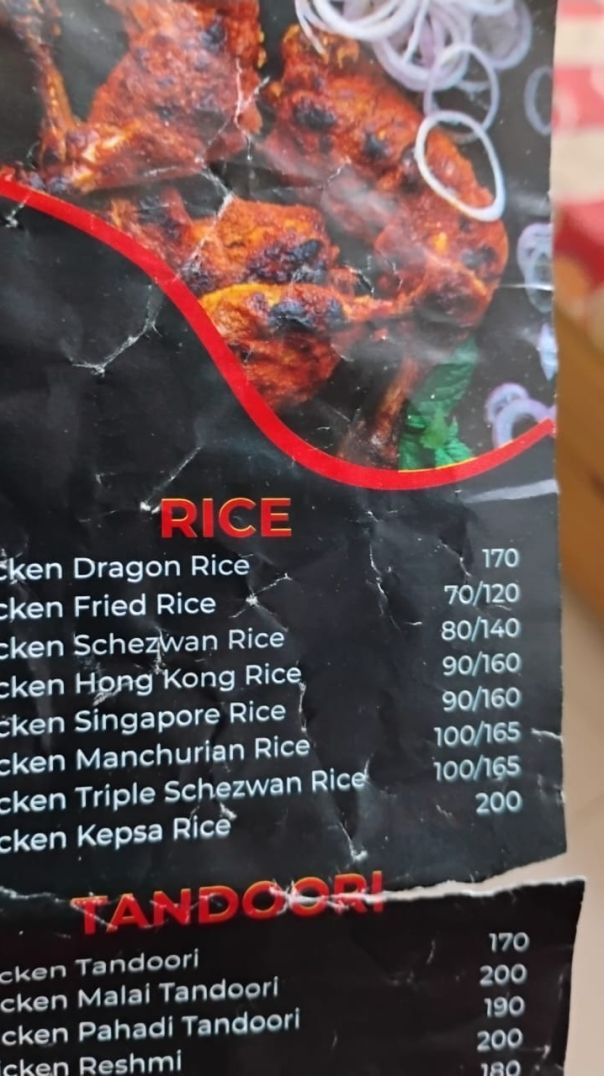 RICE
cken Dragon Rice 170
cken Fried Rice 70/120
cken Schezwan Rice 80/140
cken Hong Kong Rice 90/160
cken Singapore Rice 90/160
cken Manchurian Rice 100/165
cken Triple Schezwan Rice 100/165
cken Kepsa Rice 200
TANDOORI
cken Tandoori 170
cken Malai Tandoori 200
cken Pahadi Tandoori 190
icken Reshmi 200
180